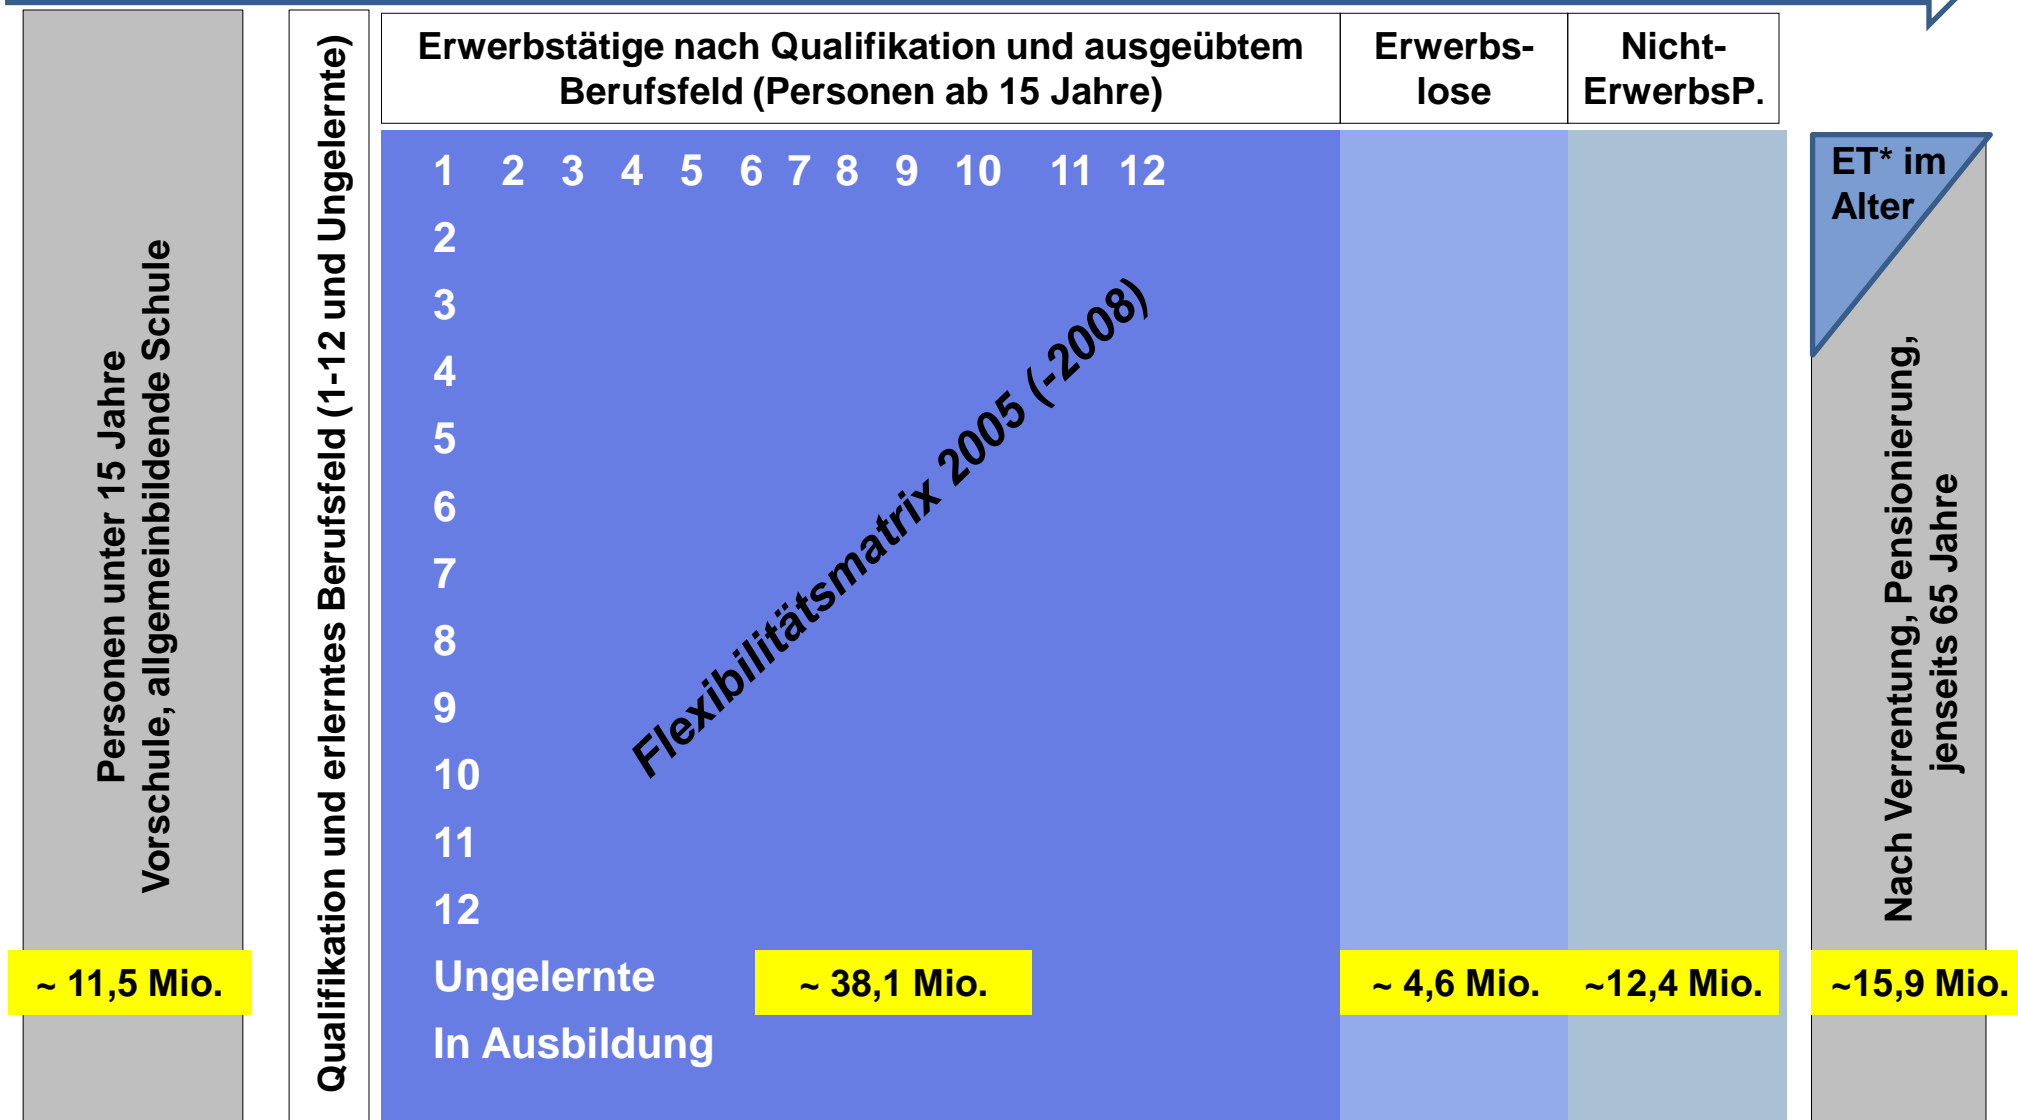 Personen unter 15 Jahre
Vorschule, allgemeinbildende Schule
~ 11,5 Mio.
Qualifikation und erlerntes Berufsfeld (1-12 und Ungelernte)
Erwerbstätige nach Qualifikation und ausgeübtem
Berufsfeld (Personen ab 15 Jahre)
Erwerbs-
lose
Nicht-
ErwerbsP.
1 2 3 4 5 6 7 8 9 10 11 12
2
3
4
5
6
7
8
9
10
11
12
Ungelernte
In Ausbildung
Flexibilitätsmatrix 2005 (-2008)
~ 38,1 Mio.
~ 4,6 Mio.
~12,4 Mio.
ET* im
Alter
Nach Verrentung, Pensionierung,
jenseits 65 Jahre
~15,9 Mio.